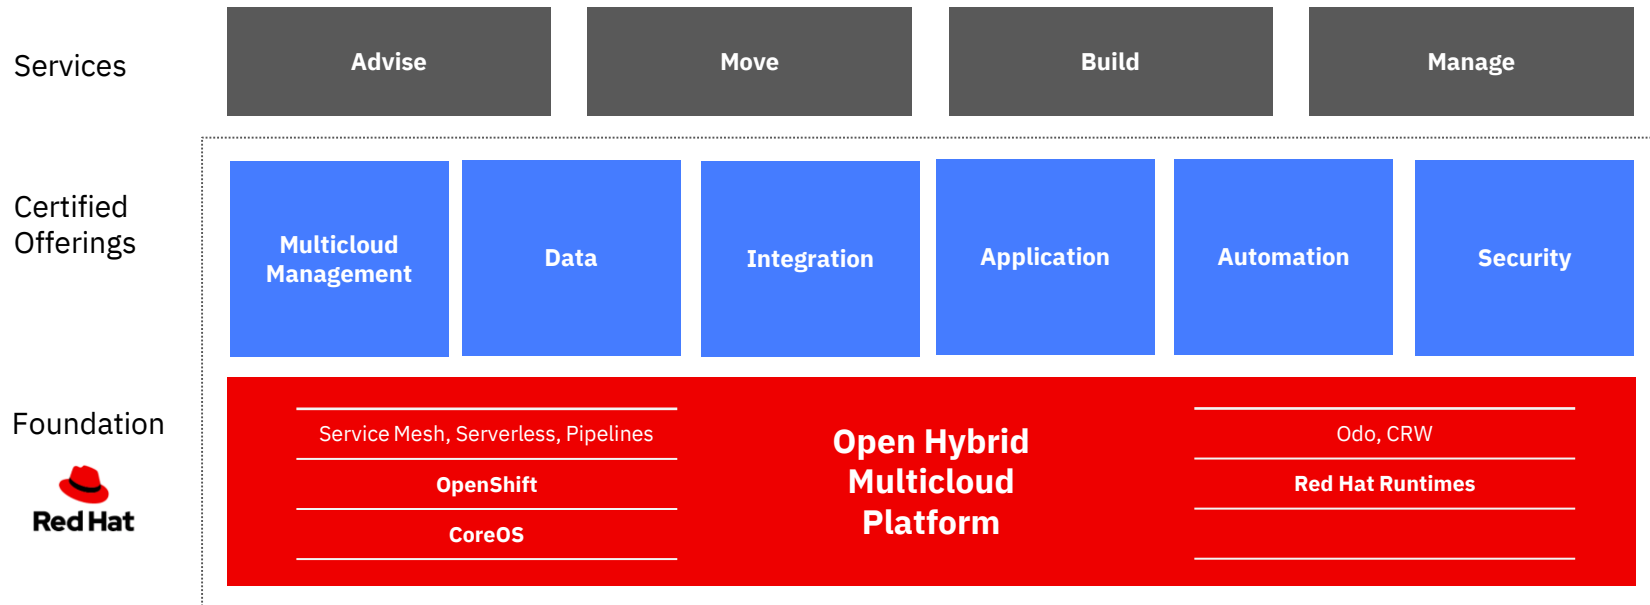 Services
Advise
Move
Build
Manage
Certified
Offerings
Multicloud
Management
Data
Integration
Application
Automation
Security
Foundation
Red Hat
Service Mesh, Serverless, Pipelines
OpenShift
CoreOS
Open Hybrid
Multicloud
Platform
Odo, CRW
Red Hat Runtimes